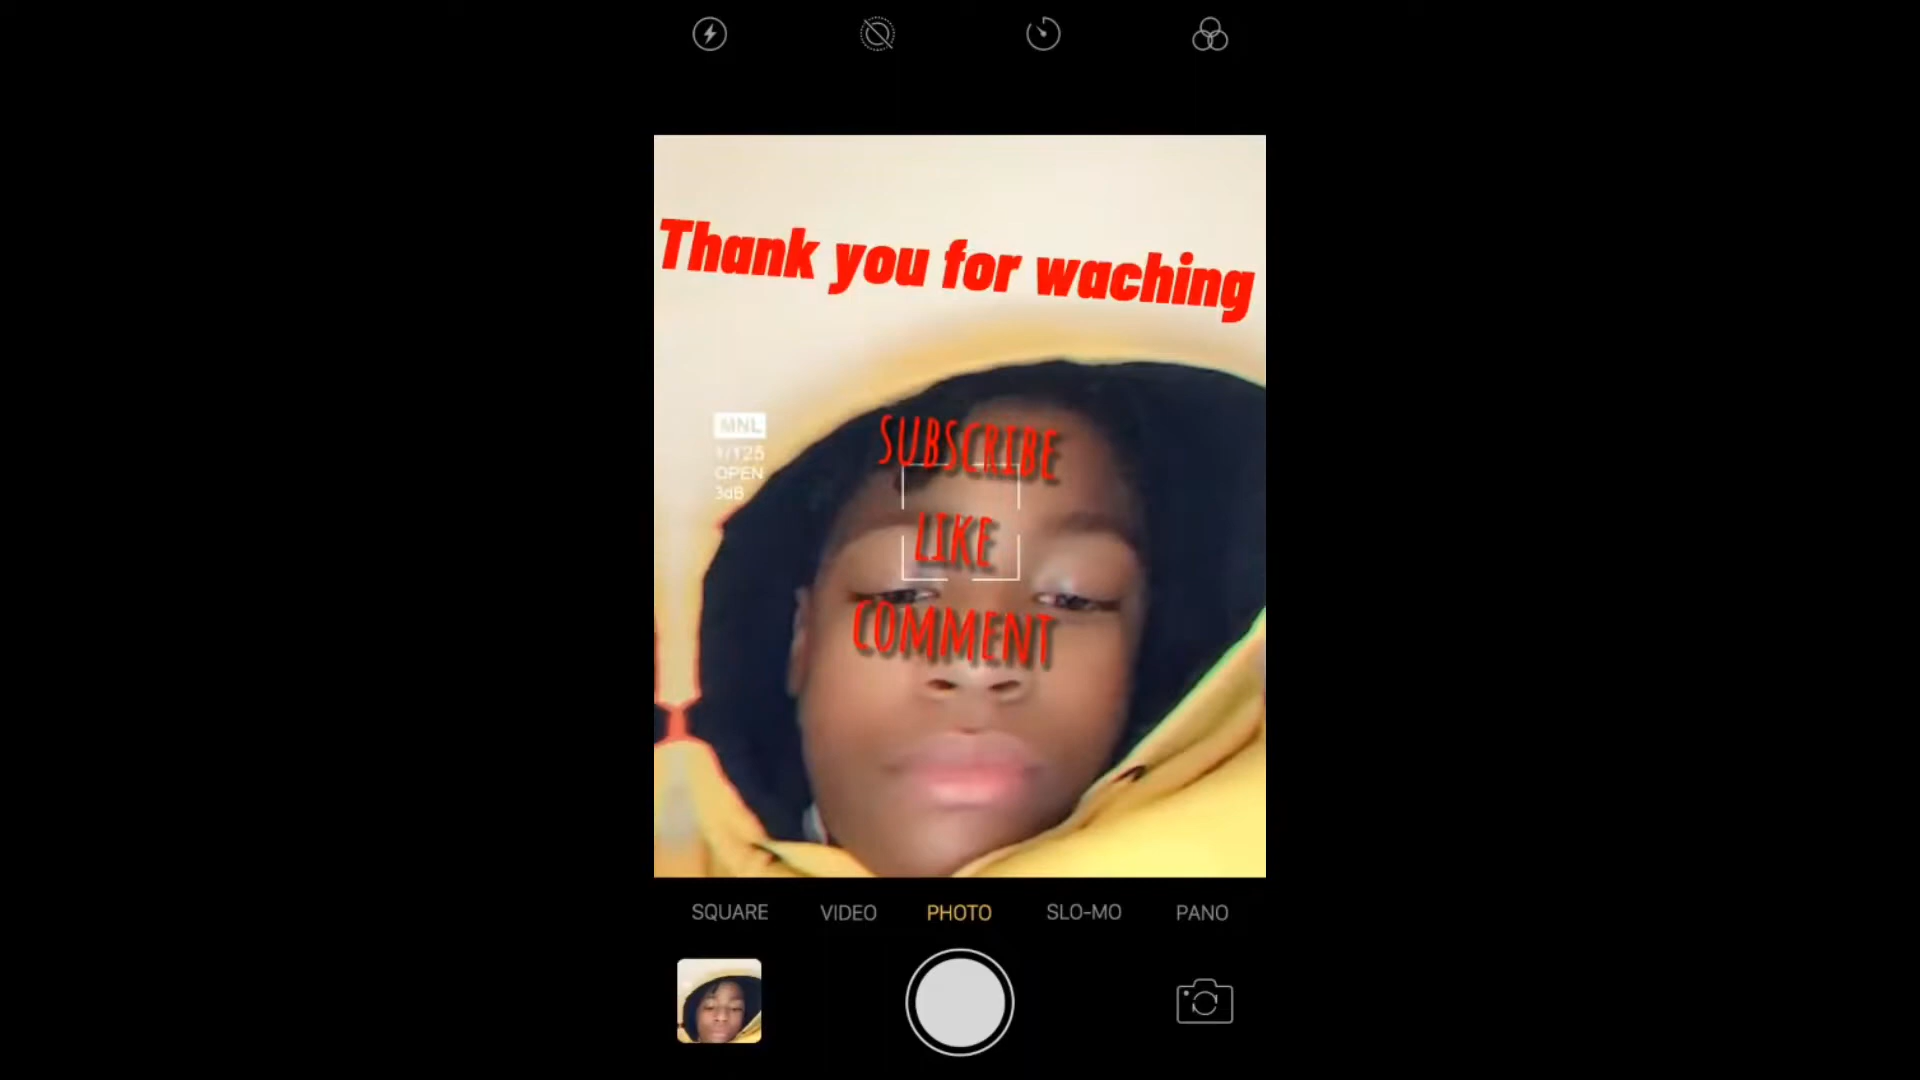 Thank you for waching
SUBSCRIBE
MNL
1/125
OPEN
3dB
LIKE
COMMENT
SQUARE VIDEO PHOTO SLO-MO PANO